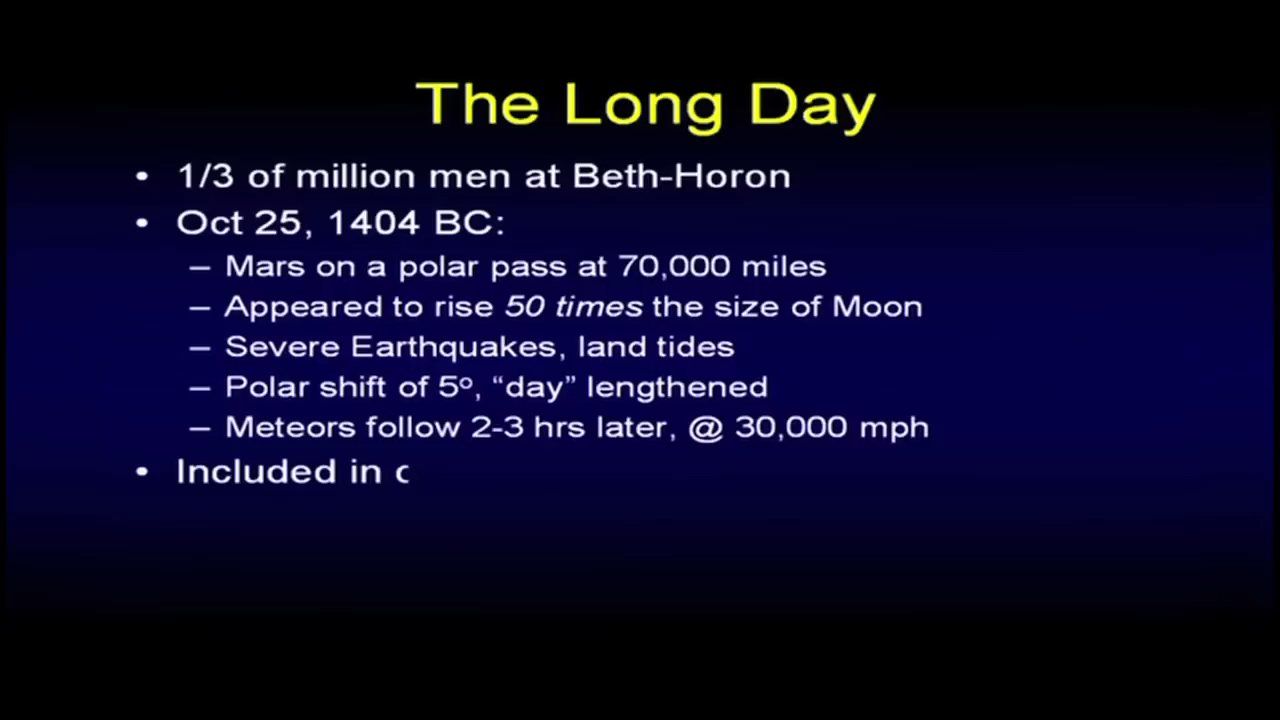 The Long Day
• 1/3 of million men at Beth-Horon
• Oct 25, 1404 BC:
– Mars on a polar pass at 70,000 miles
– Appeared to rise 50 times the size of Moon
– Severe Earthquakes, land tides
– Polar shift of 5º, “day” lengthened
– Meteors follow 2-3 hrs later, @ 30,000 mph
• Included in